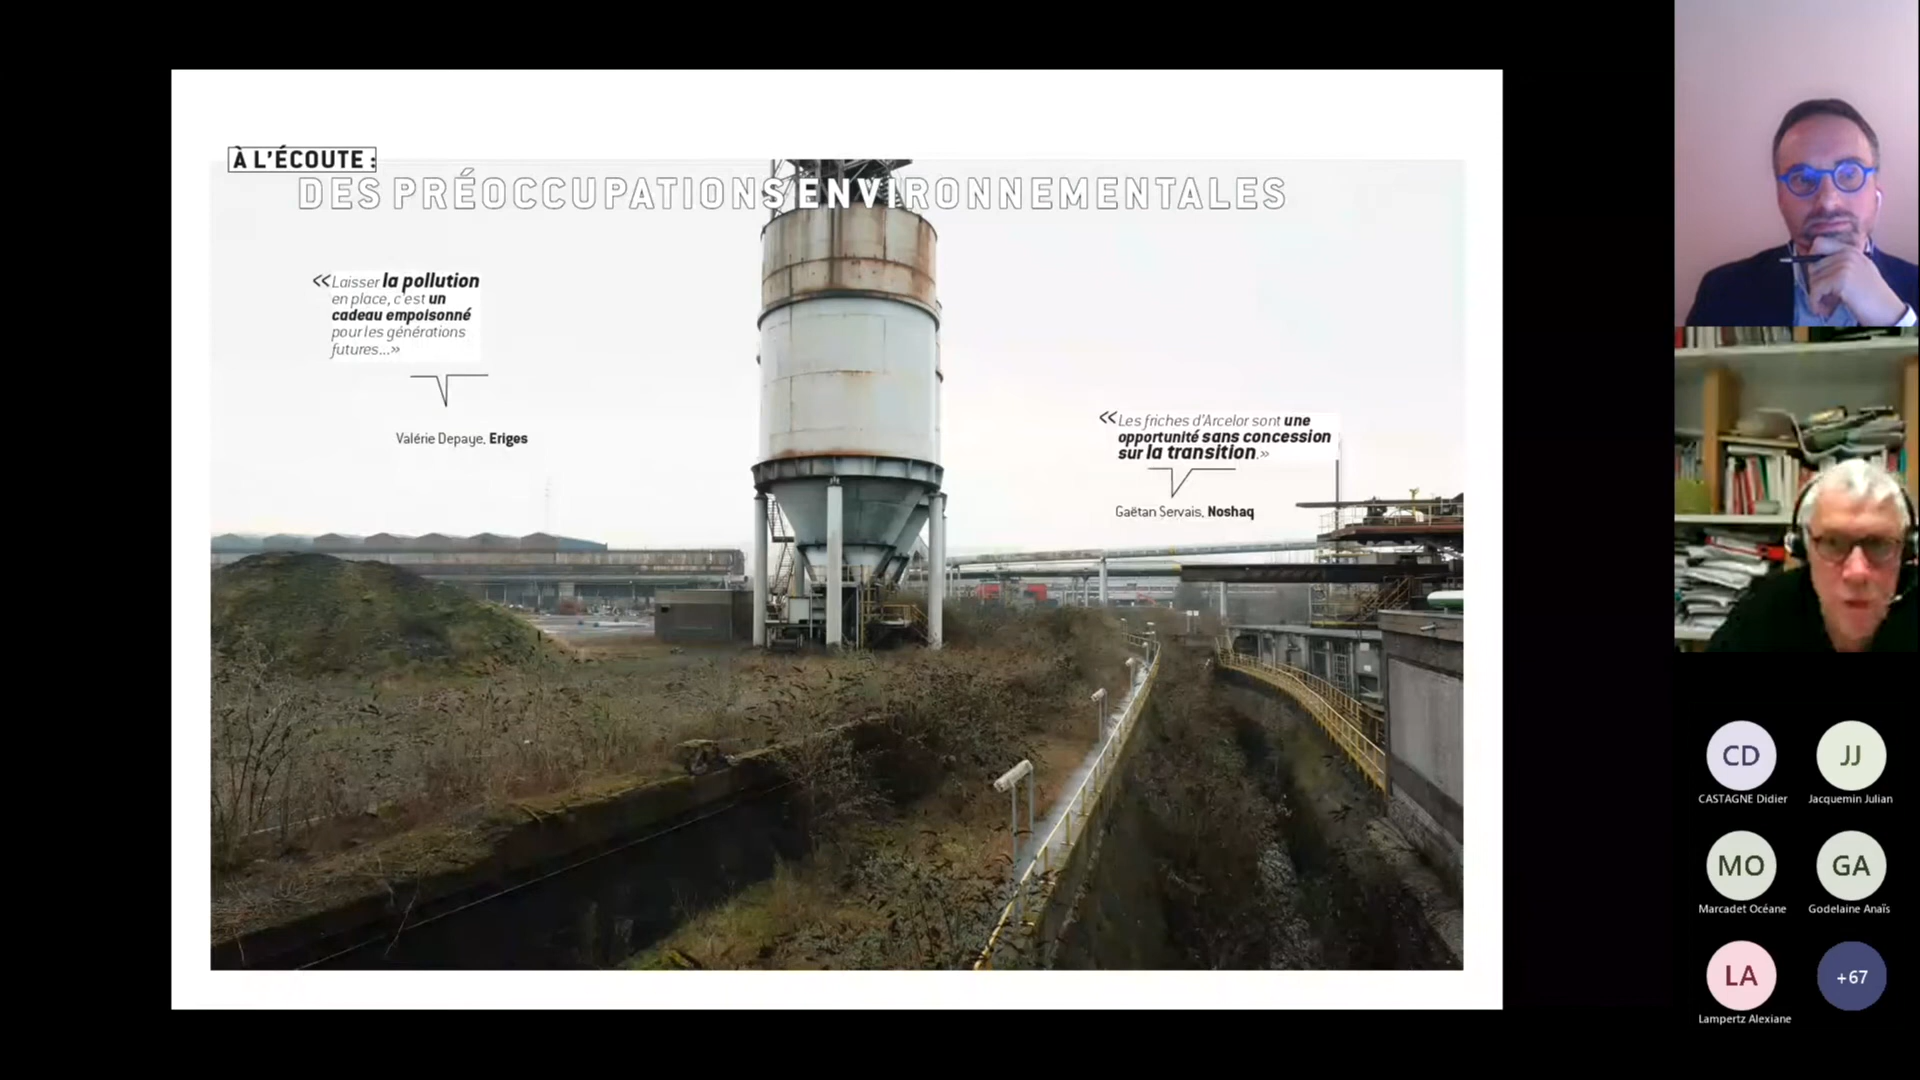 À L'ÉCOUTE :
DES PRÉOCCUPATIONS ENVIRONNEMENTALES
«Laisser la pollution
en place, c'est un
cadeau empoisonné
pour les générations
futures...»
Valérie Depaye, Eriges
«Les friches d'Arcelor sont une
opportunité sans concession
sur la transition.»
Gaëtan Servais, Noshaq
CD
JJ
CASTAGNE Didier
Jacquemin Julian
MO
GA
Marcadet Océane
Godelaine Anaïs
LA
+67
Lampertz Alexiane